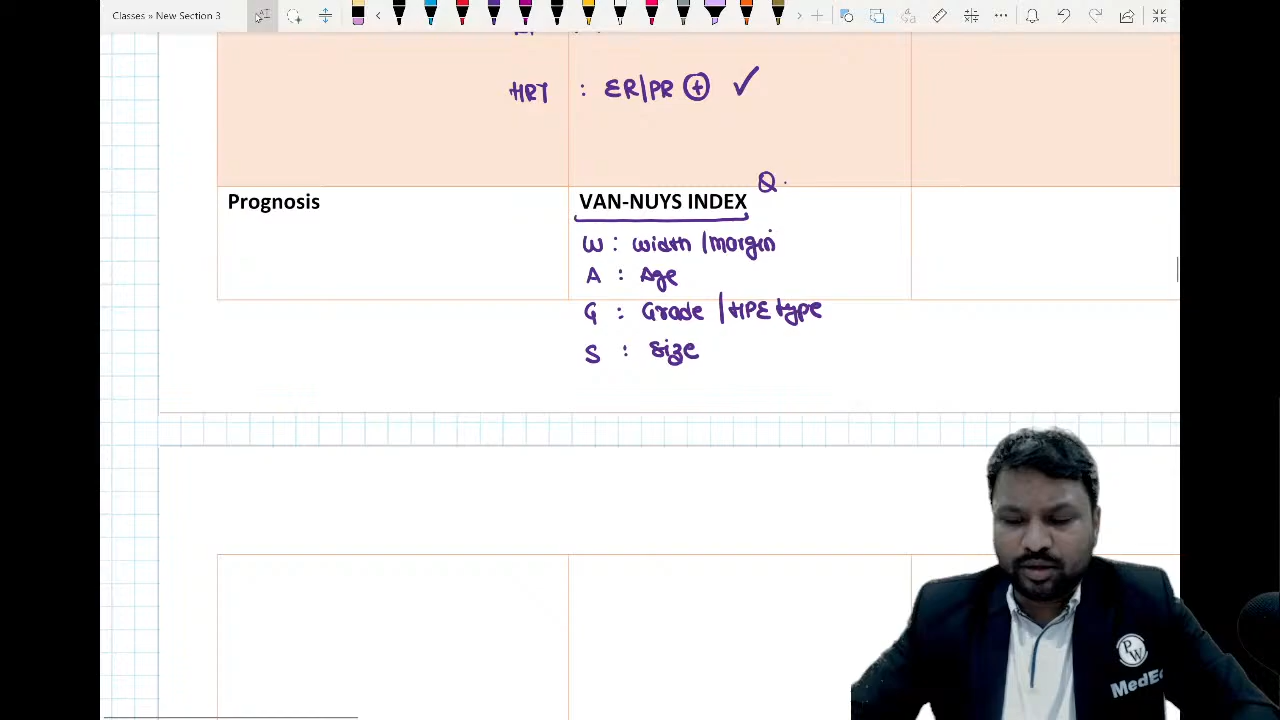 Classes » New Section 3
HRT : ER/PR + ✓
Q.
Prognosis
VAN-NUYS INDEX
W : Width / Margin
A : Age
G : Grade / HPE type
S : Size
PW
MedEd